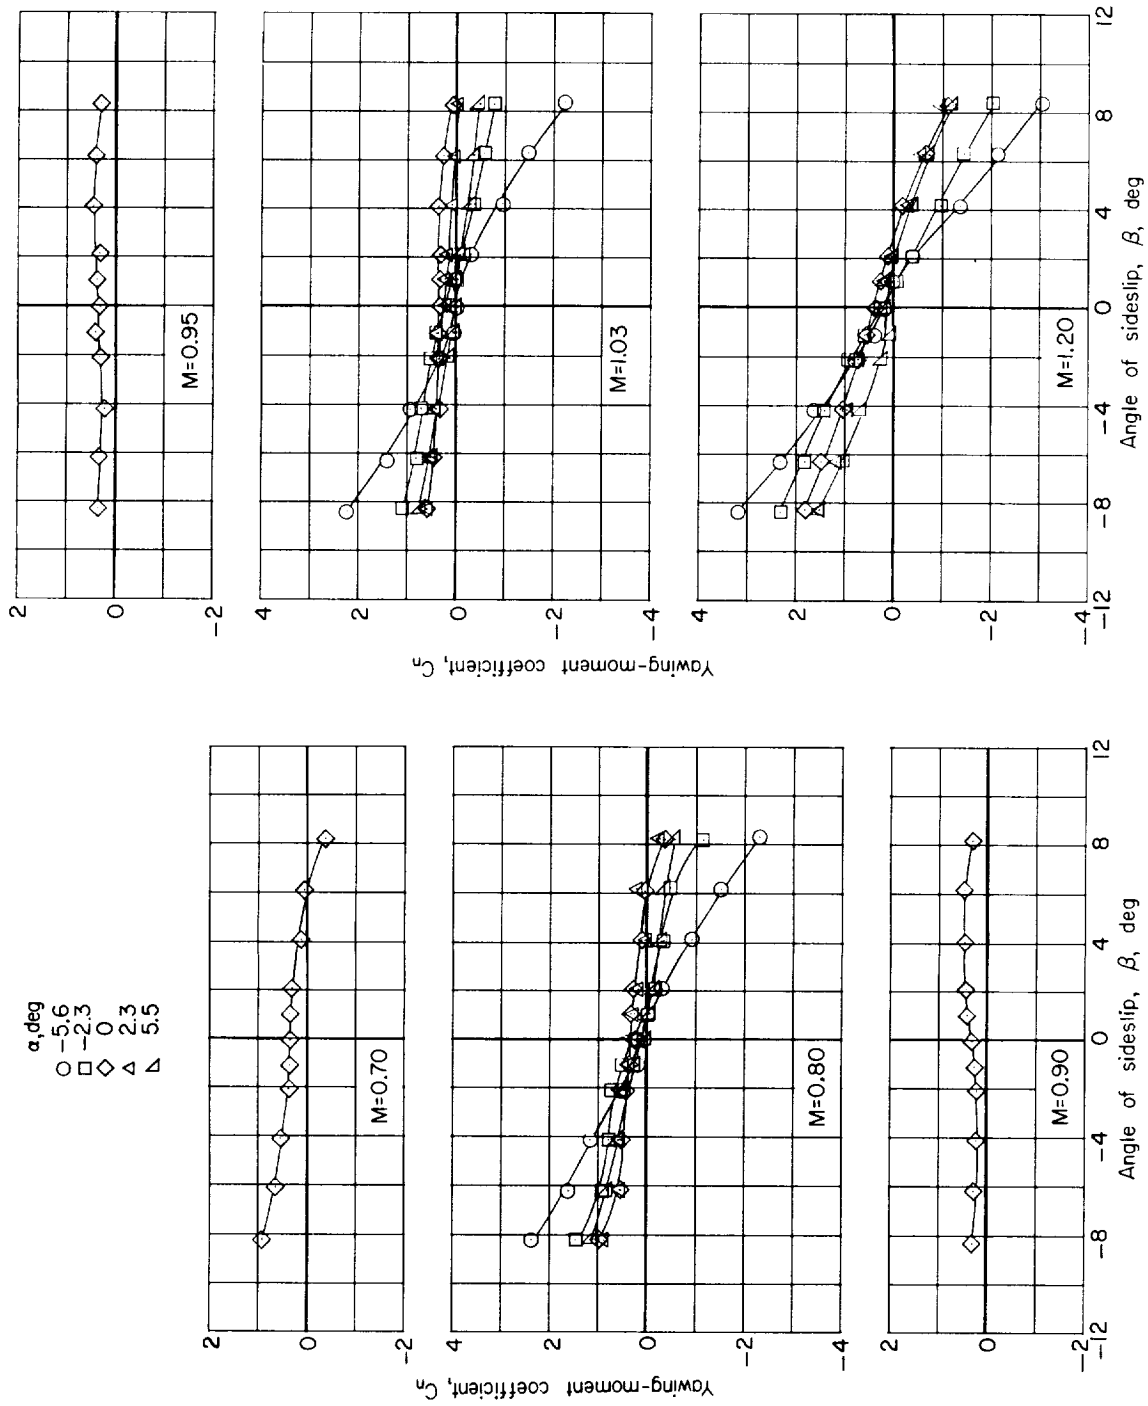 α, deg
○ −5.6
□ −2.3
◇ 0
△ 2.3
◺ 5.5
2
0
−2
M=0.70
4
2
0
−2
−4
M=0.80
Yawing-moment coefficient, Cn
2
0
−2
M=0.90
−12 −8 −4 0 4 8 12
Angle of sideslip, β, deg
2
0
−2
M=0.95
4
2
0
−2
−4
M=1.03
Yawing-moment coefficient, Cn
4
2
0
−2
−4
M=1.20
−12 −8 −4 0 4 8 12
Angle of sideslip, β, deg